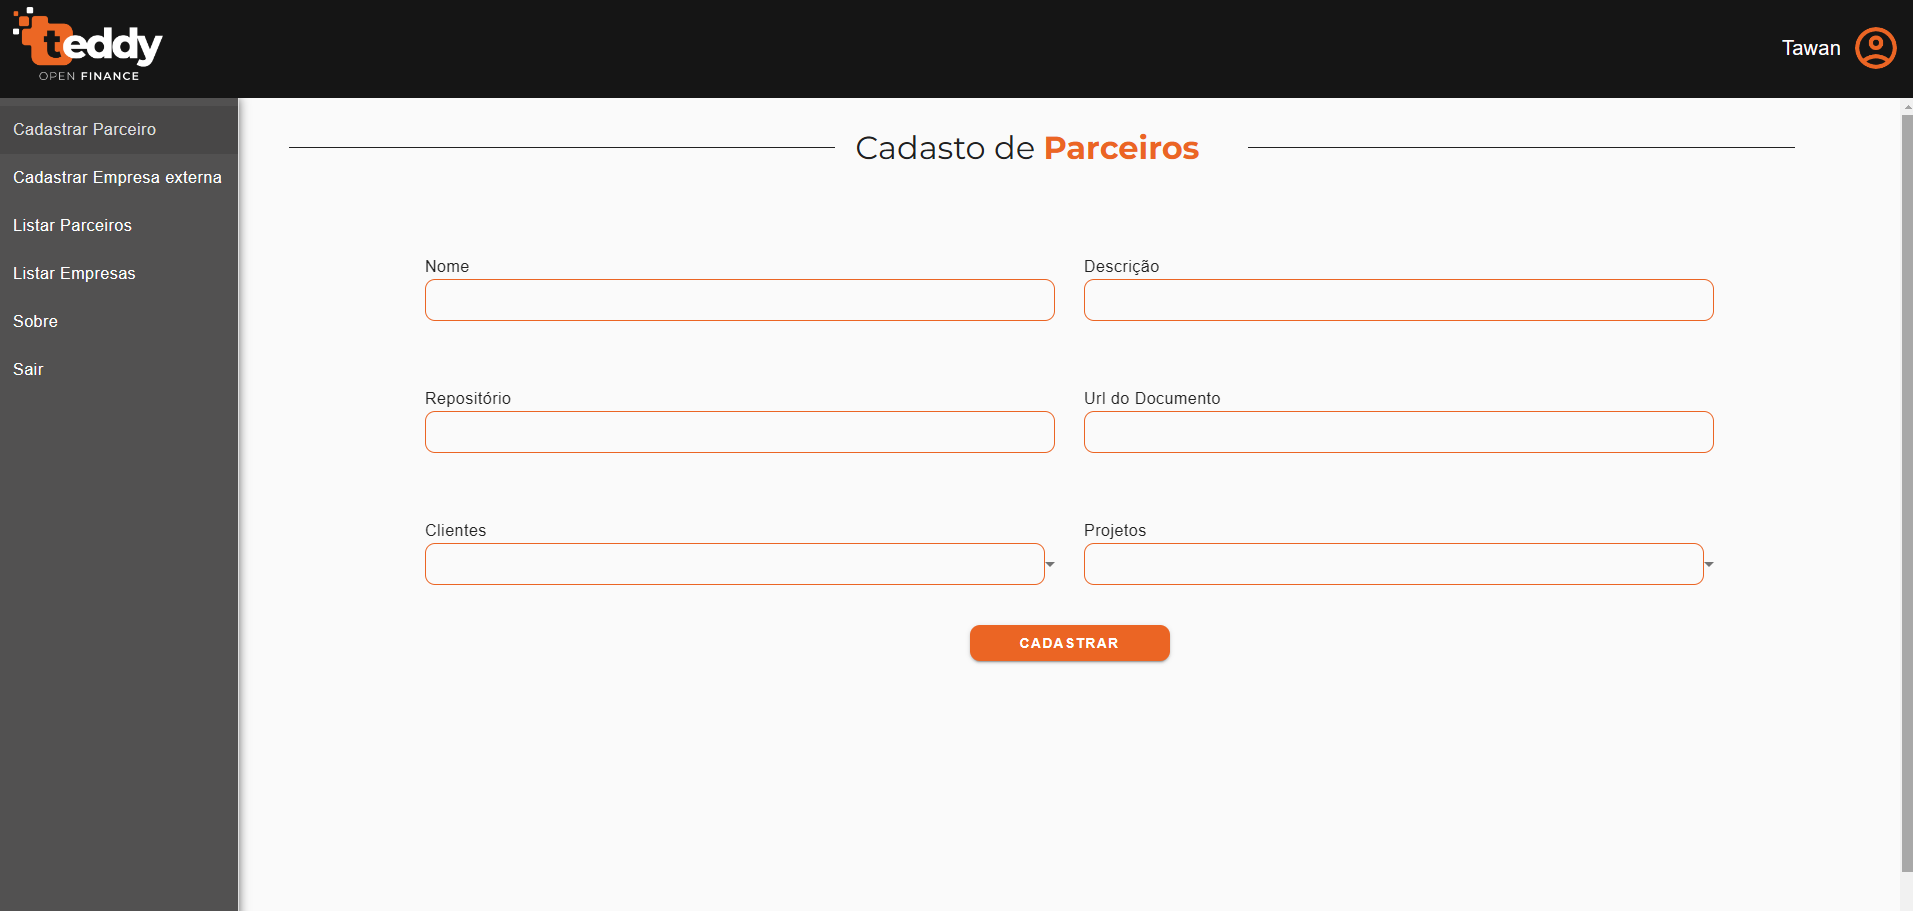 teddy
OPEN FINANCE
Tawan
Cadastrar Parceiro
Cadastrar Empresa externa
Listar Parceiros
Listar Empresas
Sobre
Sair
Cadasto de Parceiros
Nome
Descrição
Repositório
Url do Documento
Clientes
Projetos
CADASTRAR